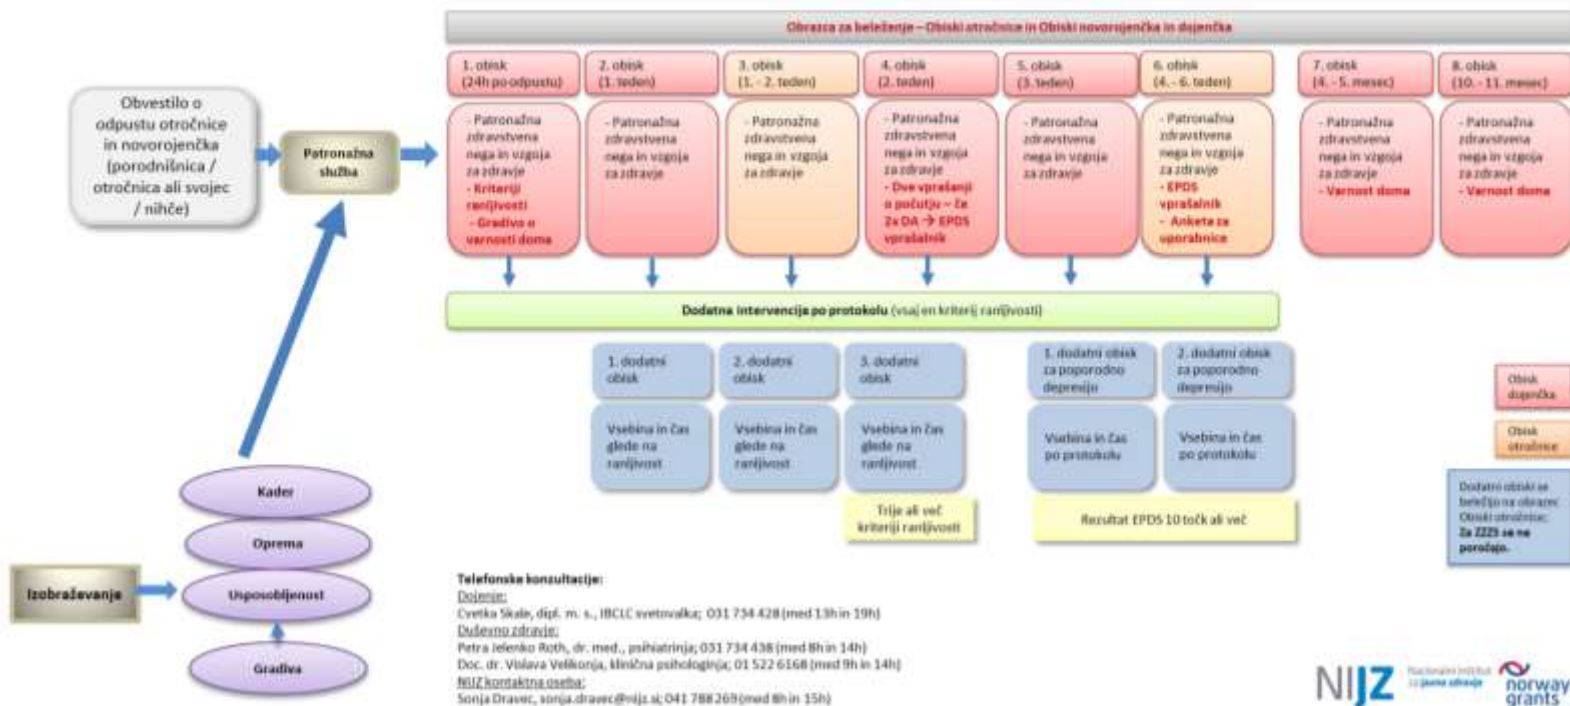 Obrazca za beleženje – Obiski otročnice in Obiski novorojenčka in dojenčka
1. obisk
(24h po odpustu)
2. obisk
(1. teden)
3. obisk
(1. - 2. teden)
4. obisk
(2. teden)
5. obisk
(3. teden)
6. obisk
(4. - 6. teden)
7. obisk
(4. - 5. mesec)
8. obisk
(10. - 11. mesec)
Obvestilo o
odpustu otročnice
in novorojenčka
(porodnišnica /
otročnica ali svojec
/ nihče)
Patronažna
služba
- Patronažna
zdravstvena
nega in vzgoja
za zdravje
- Kriteriji
ranljivosti
- Gradivo o
varnosti doma
- Patronažna
zdravstvena
nega in vzgoja
za zdravje
- Patronažna
zdravstvena
nega in vzgoja
za zdravje
- Patronažna
zdravstvena
nega in vzgoja
za zdravje
- Dve vprašanji
o počutju – če
2x DA → EPDS
vprašalnik
- Patronažna
zdravstvena
nega in vzgoja
za zdravje
- Patronažna
zdravstvena
nega in vzgoja
za zdravje
- EPDS
vprašalnik
- Anketa za
uporabnice
- Patronažna
zdravstvena
nega in vzgoja
za zdravje
- Varnost doma
- Patronažna
zdravstvena
nega in vzgoja
za zdravje
- Varnost doma
Dodatna intervencija po protokolu (vsaj en kriterij ranljivosti)
1. dodatni
obisk
2. dodatni
obisk
3. dodatni
obisk
1. dodatni obisk
za poporodno
depresijo
2. dodatni obisk
za poporodno
depresijo
Vsebina in čas
glede na
ranljivost
Vsebina in čas
glede na
ranljivost
Vsebina in čas
glede na
ranljivost
Vsebina in čas
po protokolu
Vsebina in čas
po protokolu
Trije ali več
kriteriji ranljivosti
Rezultat EPDS 10 točk ali več
Obisk
dojenčka
Obisk
otročnice
Dodatni obiski se
beležijo na obrazec
Obiski otročnice;
Za ZZZS se ne
poročajo.
Kader
Oprema
Usposobljenost
Gradiva
Izobraževanje
Telefonske konzultacije:
Dojenje:
Cvetka Skale, dipl. m. s., IBCLC svetovalka; 031 734 428 (med 13h in 19h)
Duševno zdravje:
Petra Jelenko Roth, dr. med., psihiatrinja; 031 734 438 (med 8h in 14h)
Doc. dr. Vislava Velikonja, klinična psihologinja; 01 522 6168 (med 9h in 14h)
NIJZ kontaktna oseba:
Sonja Dravec, sonja.dravec@nijz.si; 041 788 269 (med 8h in 15h)
NIJZ
Nacionalni inštitut
za javno zdravje
norway
grants